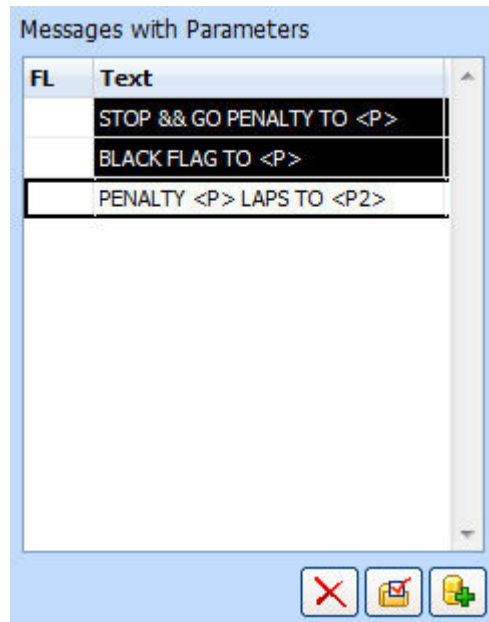 Messages with Parameters
FL Text
STOP && GO PENALTY TO <P>
BLACK FLAG TO <P>
PENALTY <P> LAPS TO <P2>